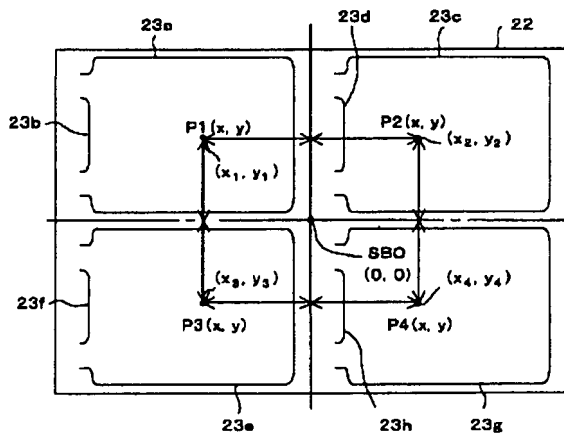 23a
23d
23c
22
23b
P1(x, y)
P2(x, y)
(x₁, y₁)
(x₂, y₂)
SBO
(0, 0)
(x₃, y₃)
(x₄, y₄)
23f
P3(x, y)
P4(x, y)
23e
23h
23g